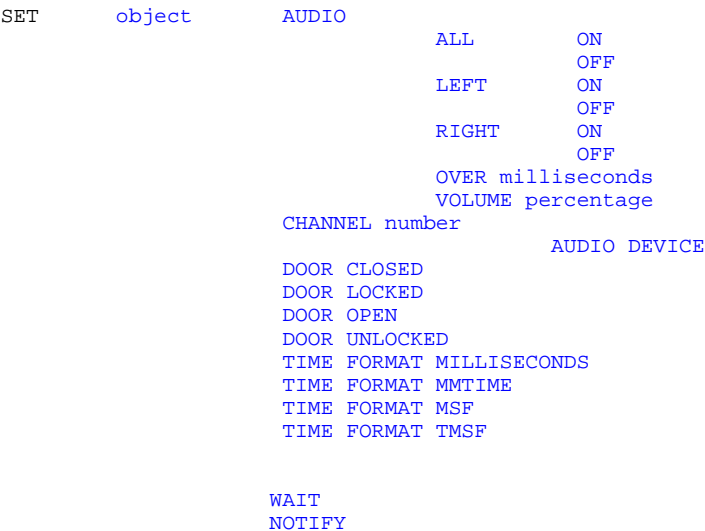 SET object AUDIO
ALL ON
OFF
LEFT ON
OFF
RIGHT ON
OFF
OVER milliseconds
VOLUME percentage
CHANNEL number
AUDIO DEVICE
DOOR CLOSED
DOOR LOCKED
DOOR OPEN
DOOR UNLOCKED
TIME FORMAT MILLISECONDS
TIME FORMAT MMTIME
TIME FORMAT MSF
TIME FORMAT TMSF
WAIT
NOTIFY